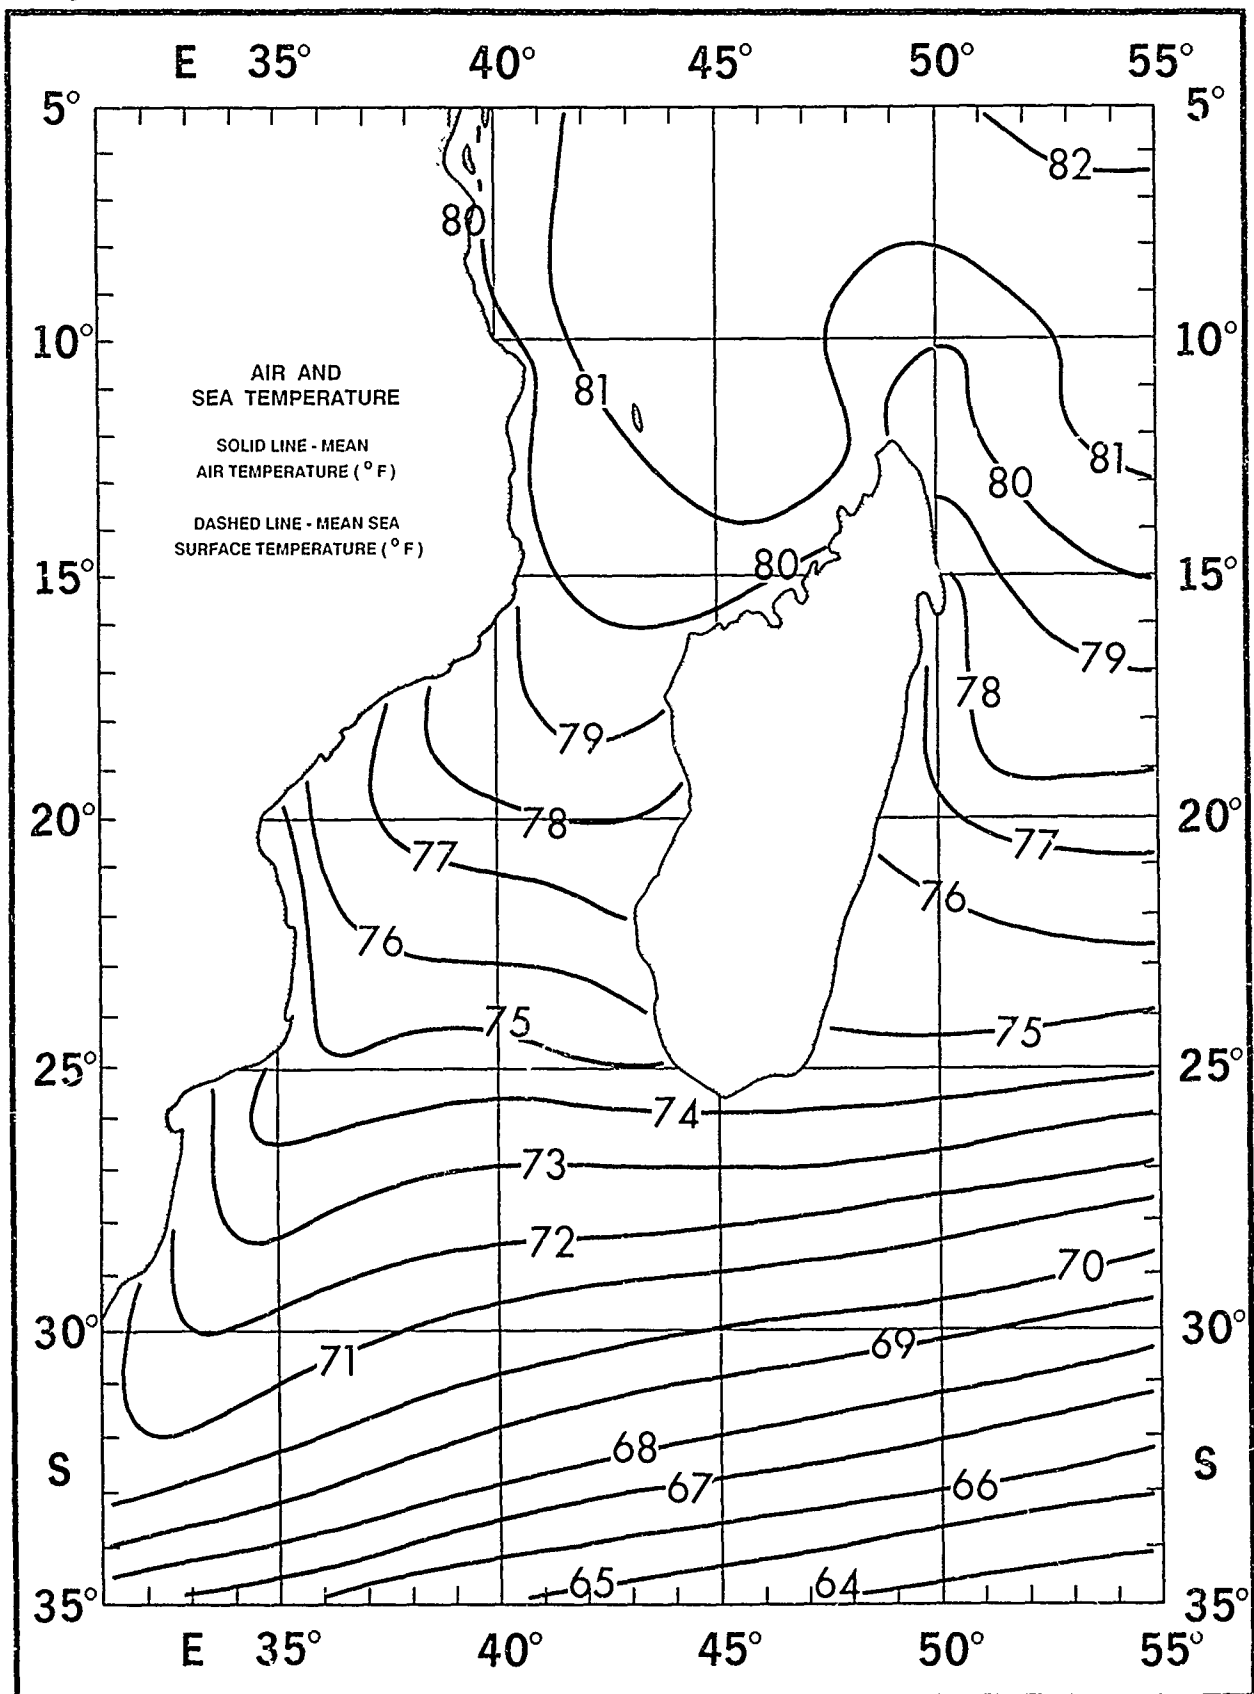 E 35° 40° 45° 50° 55°
5° 5°
82
80
10° 10°
AIR AND
SEA TEMPERATURE
81
SOLID LINE - MEAN
AIR TEMPERATURE (°F)
81
80
DASHED LINE - MEAN SEA
SURFACE TEMPERATURE (°F)
80
15° 15°
79
78
79
20° 78 20°
77 77
76
76
75 75
25° 25°
74
73
72
70
30° 30°
69
71
68
S S
67 66
65 64
35° 35°
E 35° 40° 45° 50° 55°